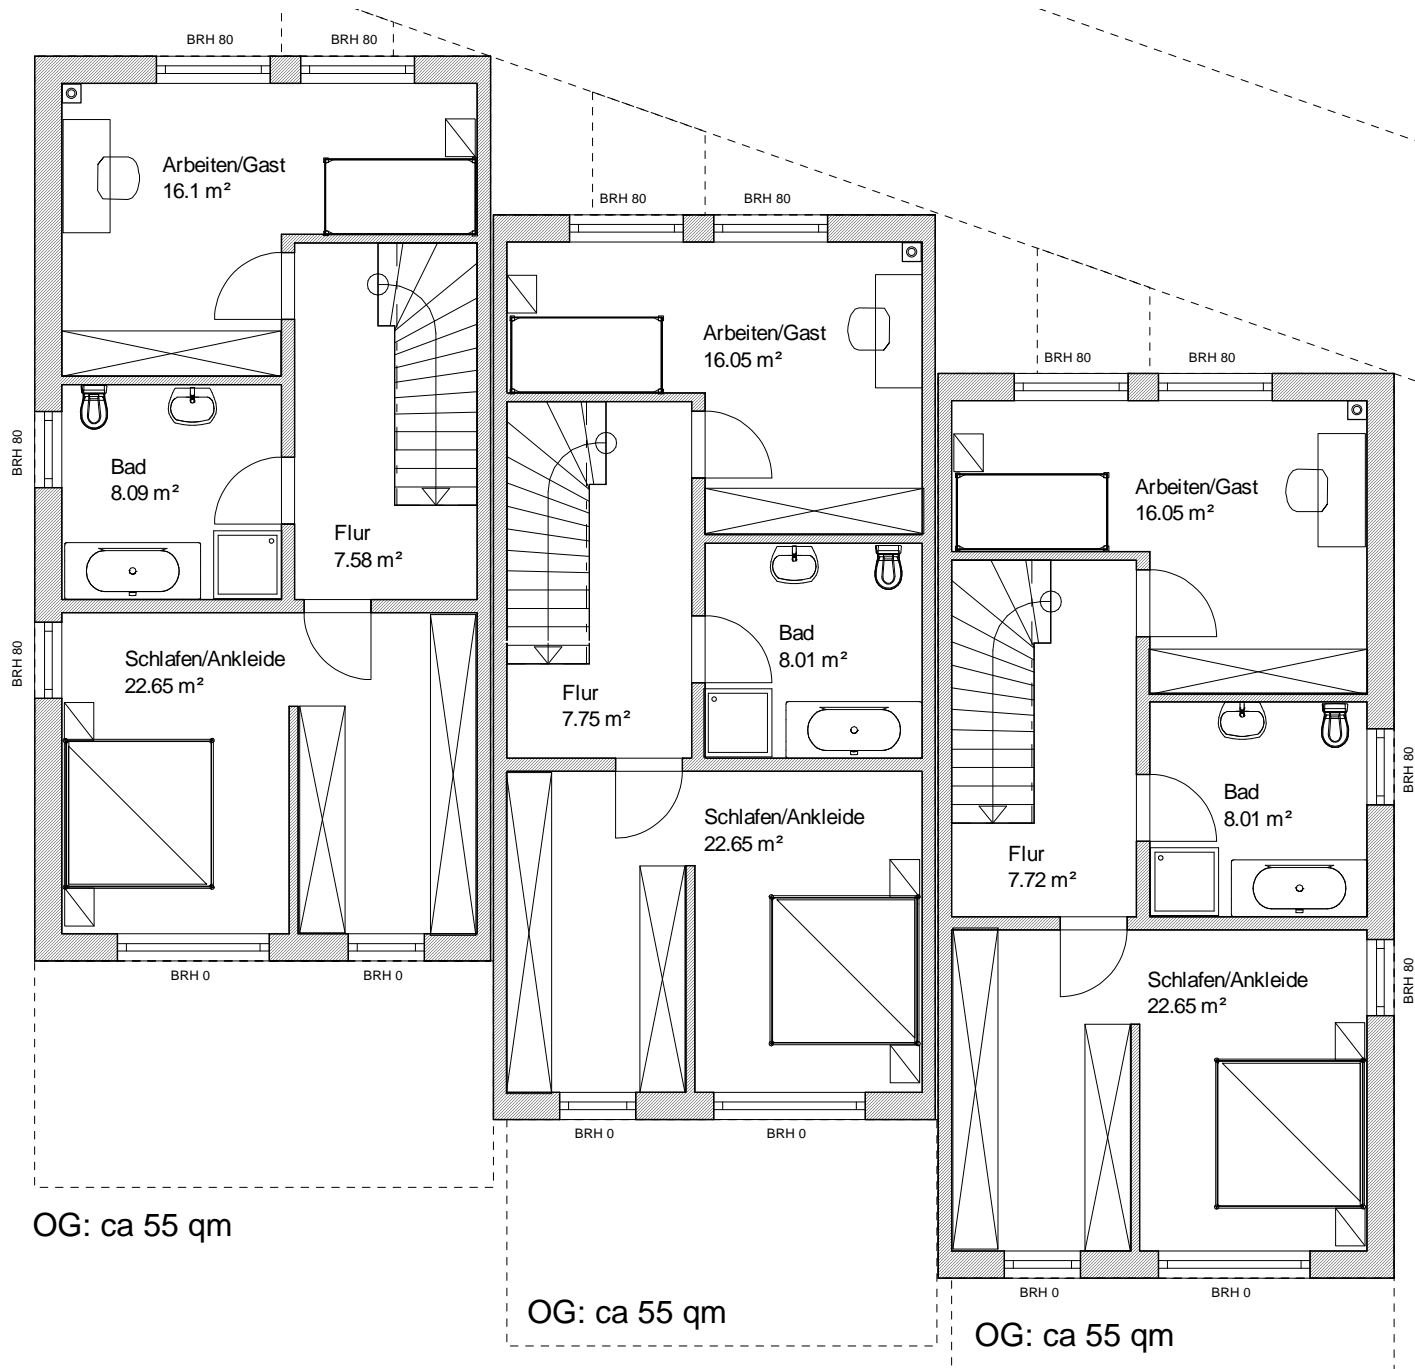 BRH 80
BRH 80
Arbeiten/Gast
16.1 m²
BRH 80
Bad
8.09 m²
Flur
7.58 m²
BRH 80
Schlafen/Ankleide
22.65 m²
BRH 0
BRH 0
OG: ca 55 qm
BRH 80
BRH 80
Arbeiten/Gast
16.05 m²
Bad
8.01 m²
Flur
7.75 m²
Schlafen/Ankleide
22.65 m²
BRH 0
BRH 0
OG: ca 55 qm
BRH 80
BRH 80
Arbeiten/Gast
16.05 m²
BRH 80
Bad
8.01 m²
Flur
7.72 m²
BRH 80
Schlafen/Ankleide
22.65 m²
BRH 0
BRH 0
OG: ca 55 qm